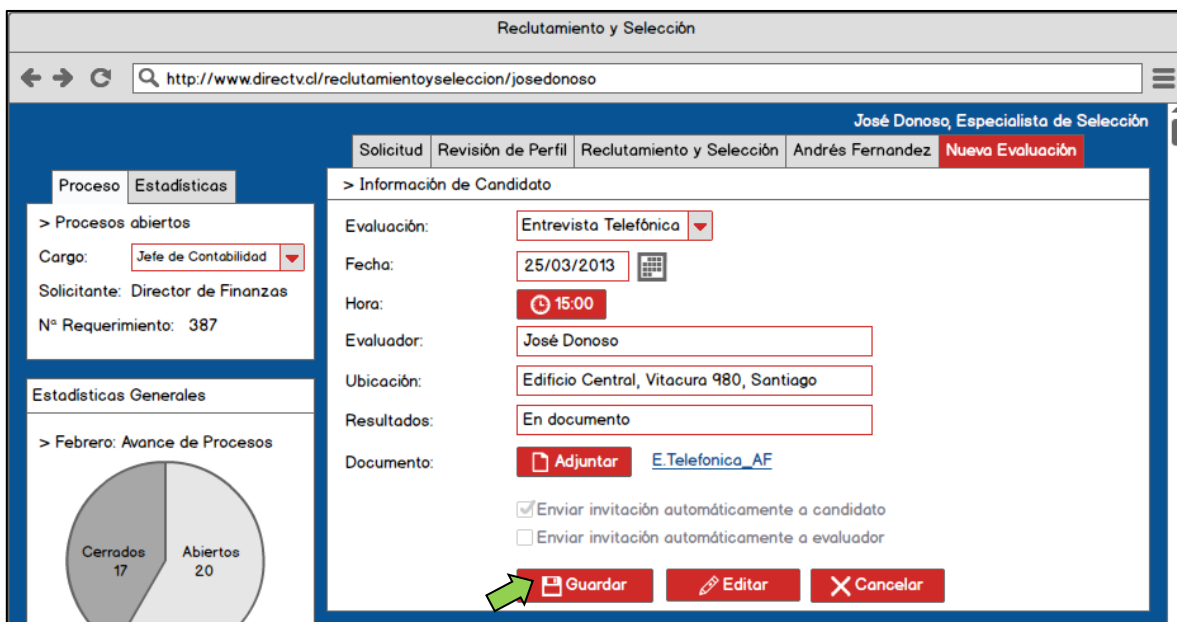 Reclutamiento y Selección
http://www.directv.cl/reclutamientoyseleccion/josedonoso
José Donoso, Especialista de Selección
Solicitud Revisión de Perfil Reclutamiento y Selección Andrés Fernandez Nueva Evaluación
Proceso Estadísticas
> Procesos abiertos
Cargo: Jefe de Contabilidad
Solicitante: Director de Finanzas
Nº Requerimiento: 387
Estadísticas Generales
> Febrero: Avance de Procesos
Cerrados
17
Abiertos
20
> Información de Candidato
Evaluación: Entrevista Telefónica
Fecha: 25/03/2013
Hora: 15:00
Evaluador: José Donoso
Ubicación: Edificio Central, Vitacura 980, Santiago
Resultados: En documento
Documento: Adjuntar E.Telefonica_AF
Enviar invitación automáticamente a candidato
Enviar invitación automáticamente a evaluador
Guardar Editar Cancelar